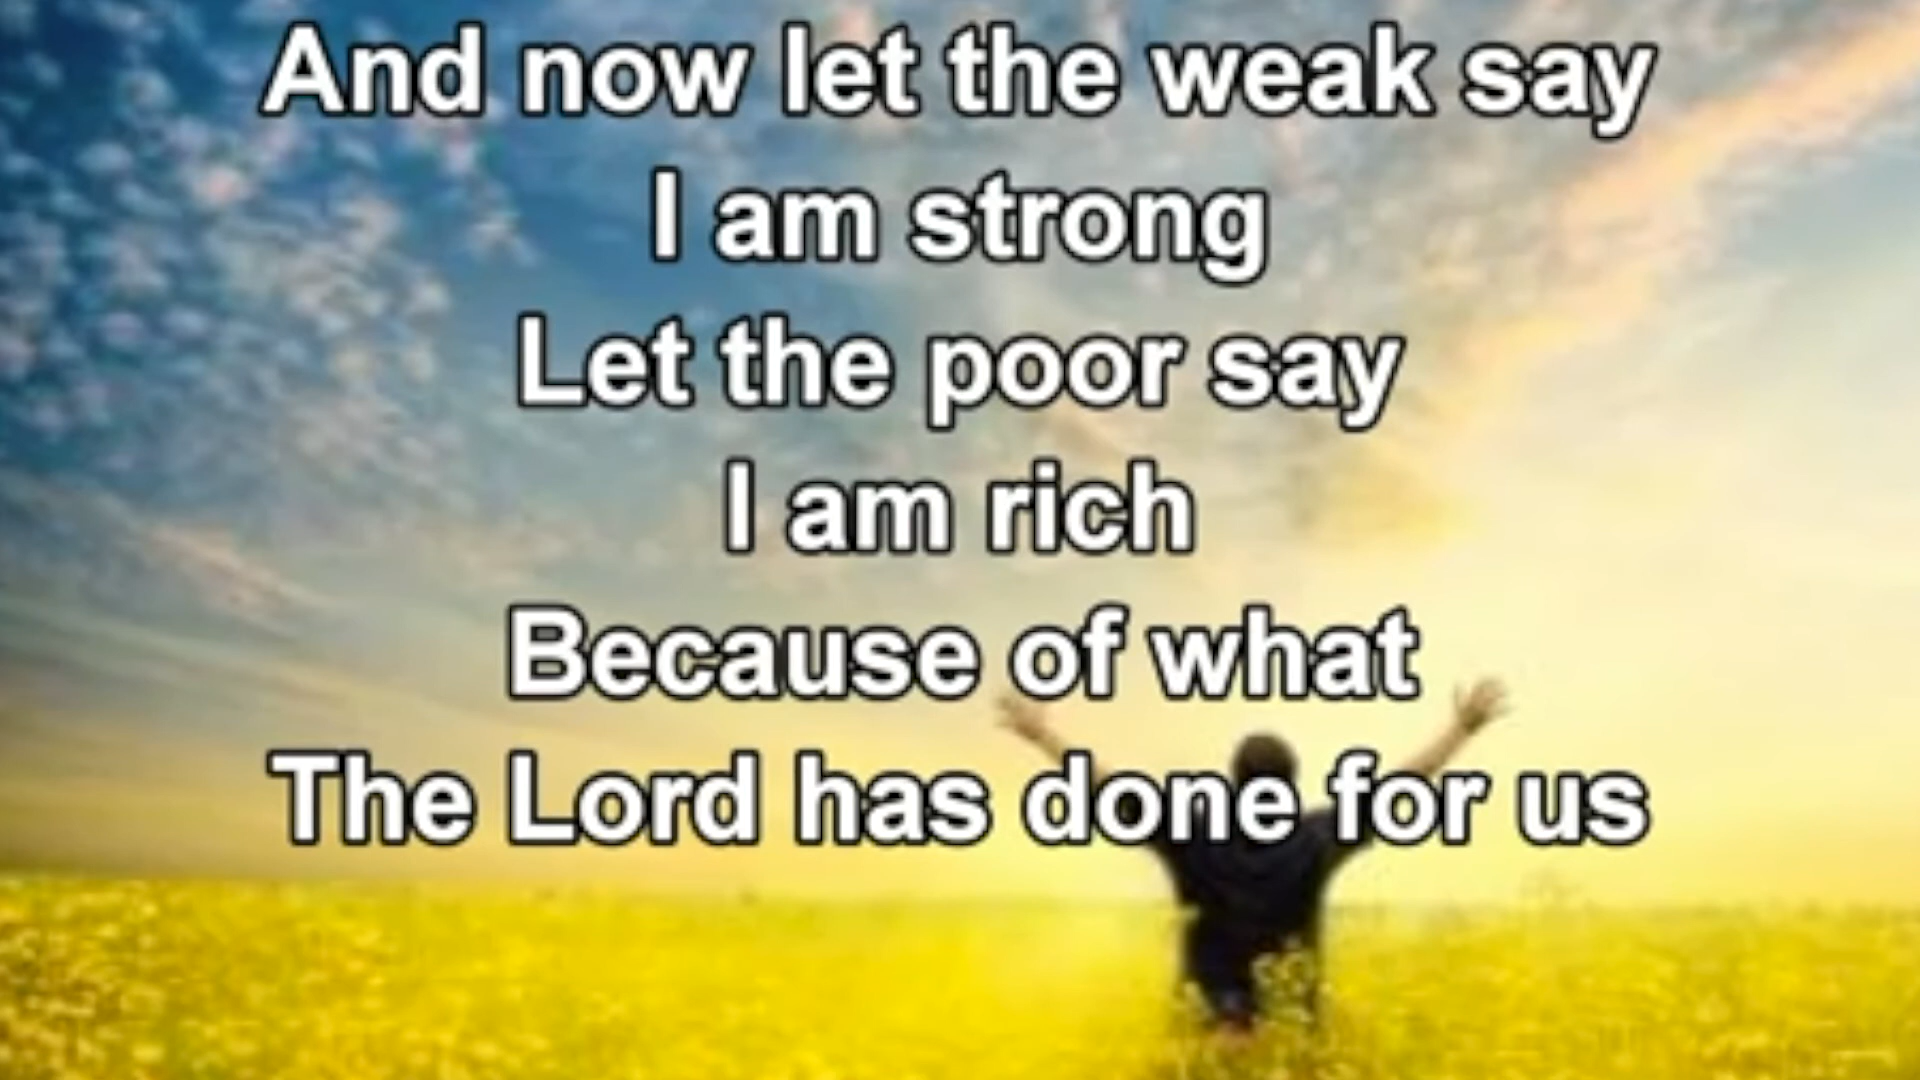 And now let the weak say
I am strong
Let the poor say
I am rich
Because of what
The Lord has done for us